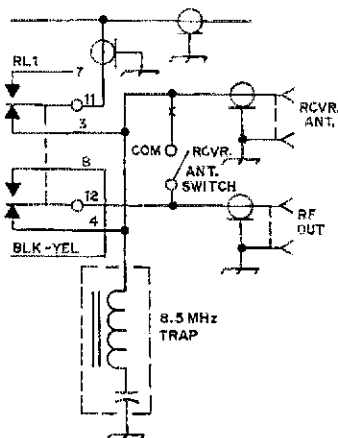 RL1
7
11
3
8
12
4
BLK-YEL
COM
RCVR.
ANT.
SWITCH
RCVR.
ANT.
RF
OUT
8.5 MHz
TRAP